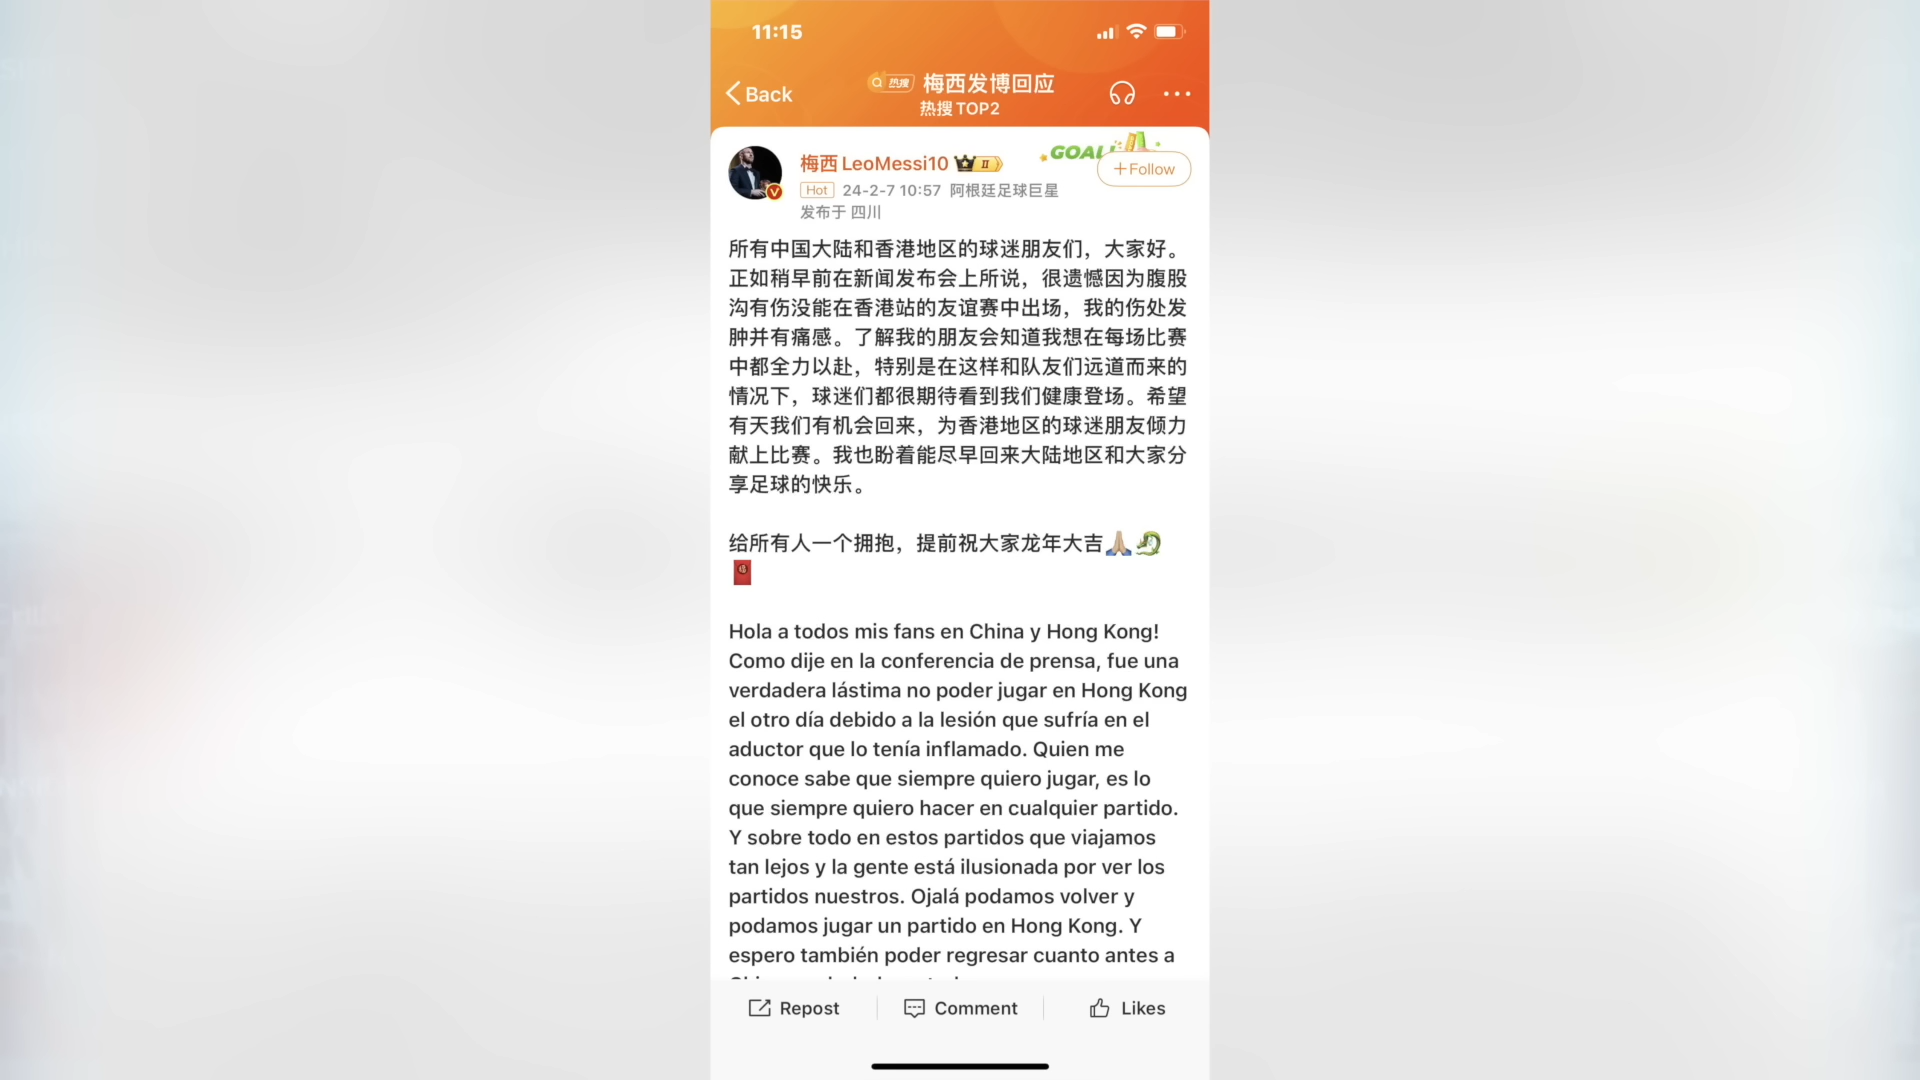 11:15
Back
热搜 梅西发博回应
热搜 TOP2
梅西 LeoMessi10 II
GOAL!
+Follow
Hot 24-2-7 10:57 阿根廷足球巨星
发布于 四川
所有中国大陆和香港地区的球迷朋友们，大家好。
正如稍早前在新闻发布会上所说，很遗憾因为腹股
沟有伤没能在香港站的友谊赛中出场，我的伤处发
肿并有痛感。了解我的朋友会知道我想在每场比赛
中都全力以赴，特别是在这样和队友们远道而来的
情况下，球迷们都很期待看到我们健康登场。希望
有天我们有机会回来，为香港地区的球迷朋友倾力
献上比赛。我也盼着能尽早回来大陆地区和大家分
享足球的快乐。
给所有人一个拥抱，提前祝大家龙年大吉🙏🏼🐉
🧧
Hola a todos mis fans en China y Hong Kong!
Como dije en la conferencia de prensa, fue una
verdadera lástima no poder jugar en Hong Kong
el otro día debido a la lesión que sufría en el
aductor que lo tenía inflamado. Quien me
conoce sabe que siempre quiero jugar, es lo
que siempre quiero hacer en cualquier partido.
Y sobre todo en estos partidos que viajamos
tan lejos y la gente está ilusionada por ver los
partidos nuestros. Ojalá podamos volver y
podamos jugar un partido en Hong Kong. Y
espero también poder regresar cuanto antes a
Repost
Comment
Likes